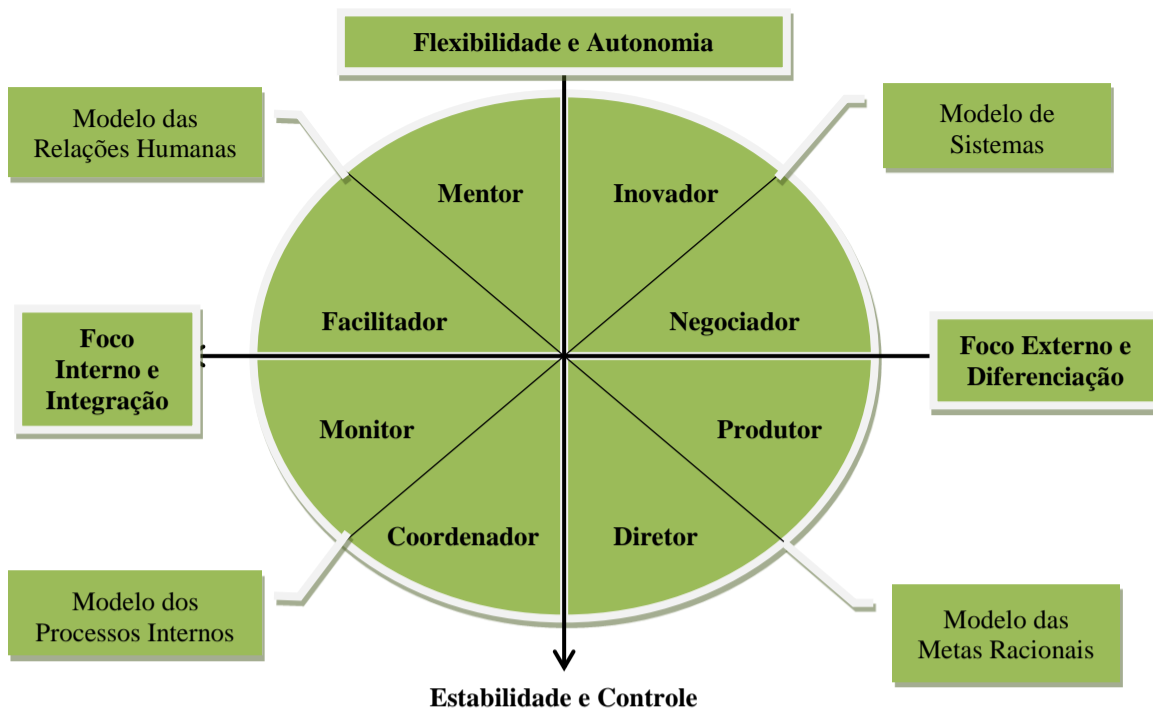 Flexibilidade e Autonomia
Modelo das
Relações Humanas
Modelo de
Sistemas
Mentor
Inovador
Facilitador
Negociador
Foco
Interno e
Integração
Foco Externo e
Diferenciação
Monitor
Produtor
Coordenador
Diretor
Modelo dos
Processos Internos
Modelo das
Metas Racionais
Estabilidade e Controle